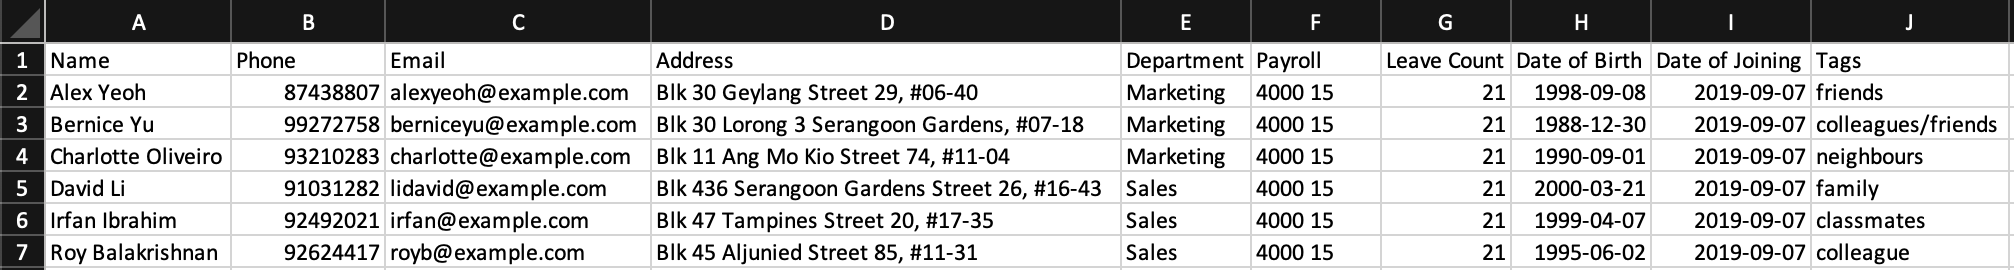 A B C D E F G H I J
1 Name Phone Email Address Department Payroll Leave Count Date of Birth Date of Joining Tags
2 Alex Yeoh 87438807 alexyeoh@example.com Blk 30 Geylang Street 29, #06-40 Marketing 4000 15 21 1998-09-08 2019-09-07 friends
3 Bernice Yu 99272758 berniceyu@example.com Blk 30 Lorong 3 Serangoon Gardens, #07-18 Marketing 4000 15 21 1988-12-30 2019-09-07 colleagues/friends
4 Charlotte Oliveiro 93210283 charlotte@example.com Blk 11 Ang Mo Kio Street 74, #11-04 Marketing 4000 15 21 1990-09-01 2019-09-07 neighbours
5 David Li 91031282 lidavid@example.com Blk 436 Serangoon Gardens Street 26, #16-43 Sales 4000 15 21 2000-03-21 2019-09-07 family
6 Irfan Ibrahim 92492021 irfan@example.com Blk 47 Tampines Street 20, #17-35 Sales 4000 15 21 1999-04-07 2019-09-07 classmates
7 Roy Balakrishnan 92624417 royb@example.com Blk 45 Aljunied Street 85, #11-31 Sales 4000 15 21 1995-06-02 2019-09-07 colleague